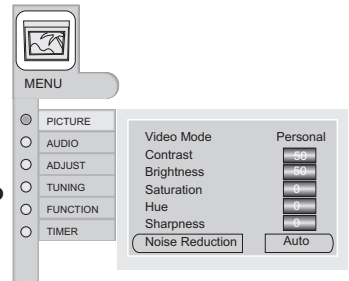 MENU
PICTURE
AUDIO
ADJUST
TUNING
FUNCTION
TIMER
Video Mode Personal
Contrast 50
Brightness 50
Saturation 0
Hue 0
Sharpness 0
Noise Reduction Auto